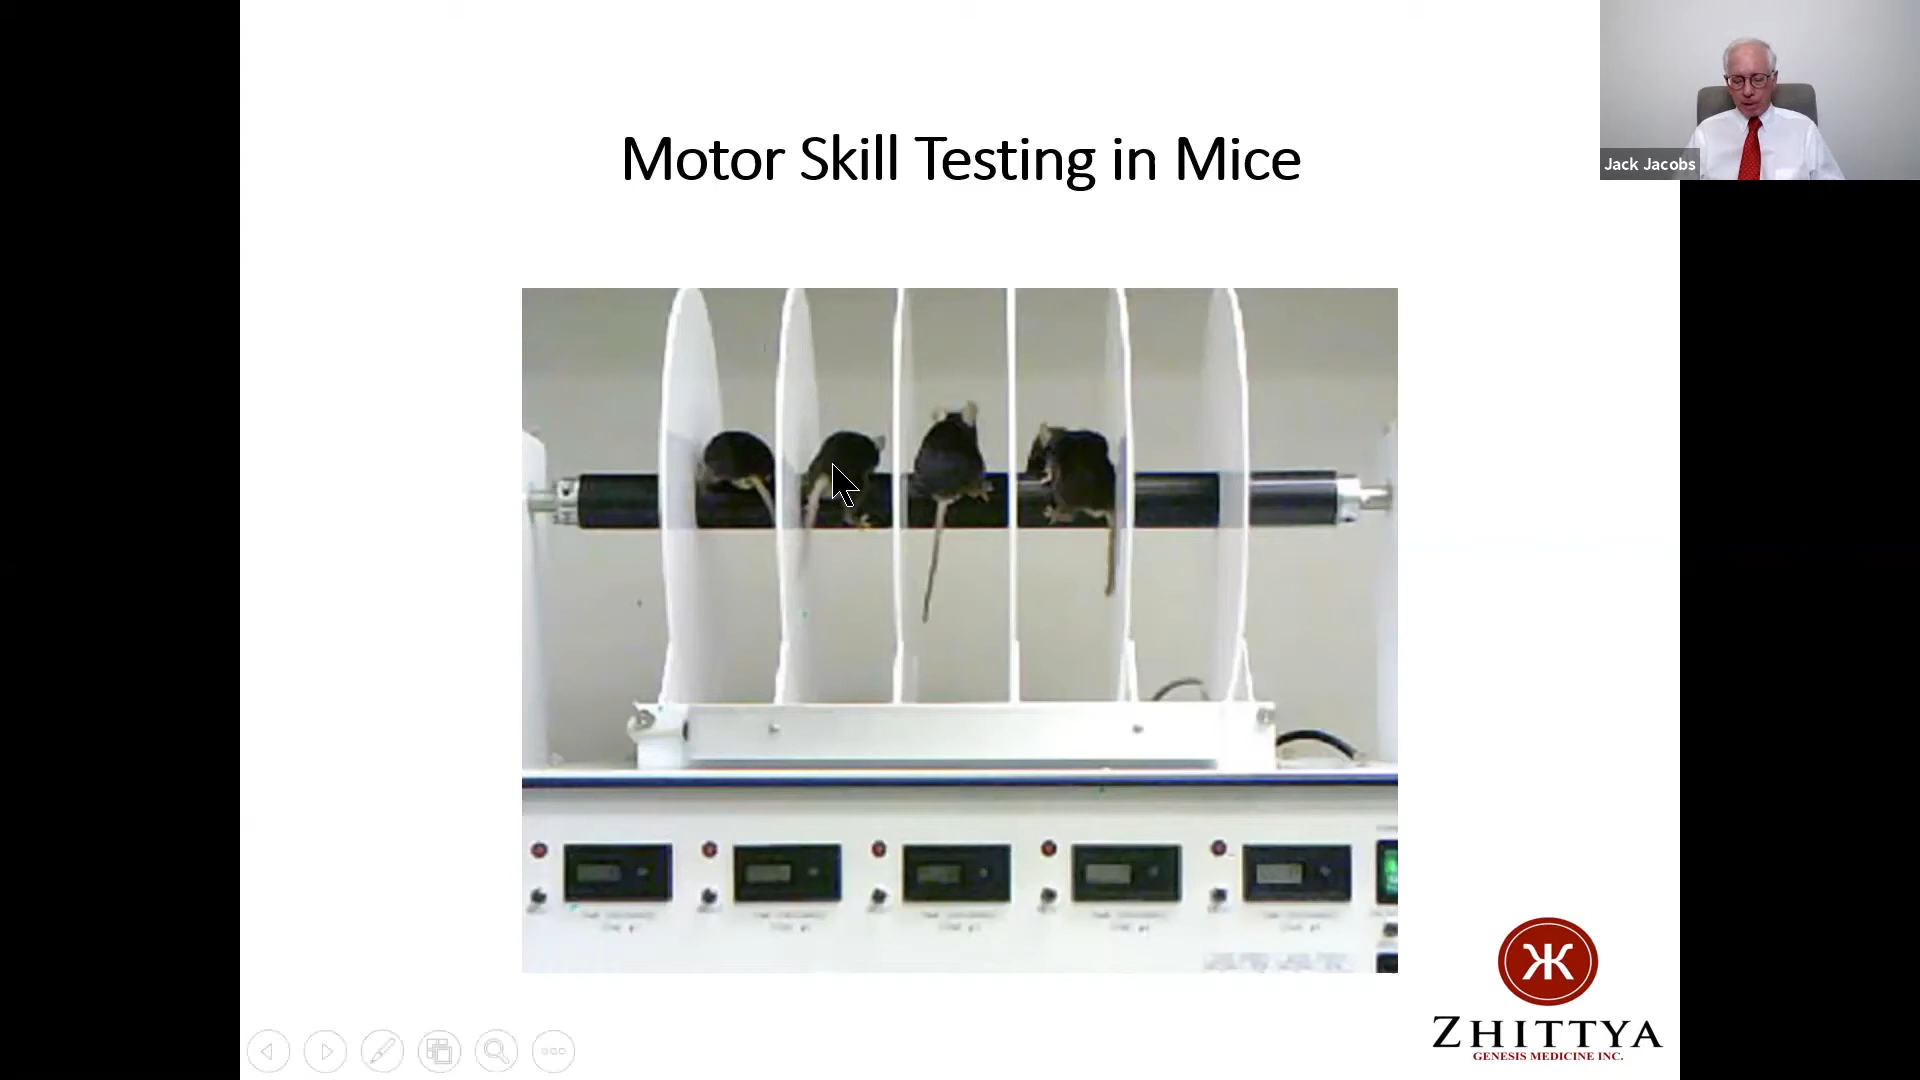 Motor Skill Testing in Mice
Jack Jacobs
ZHITTYA
GENESIS MEDICINE INC.